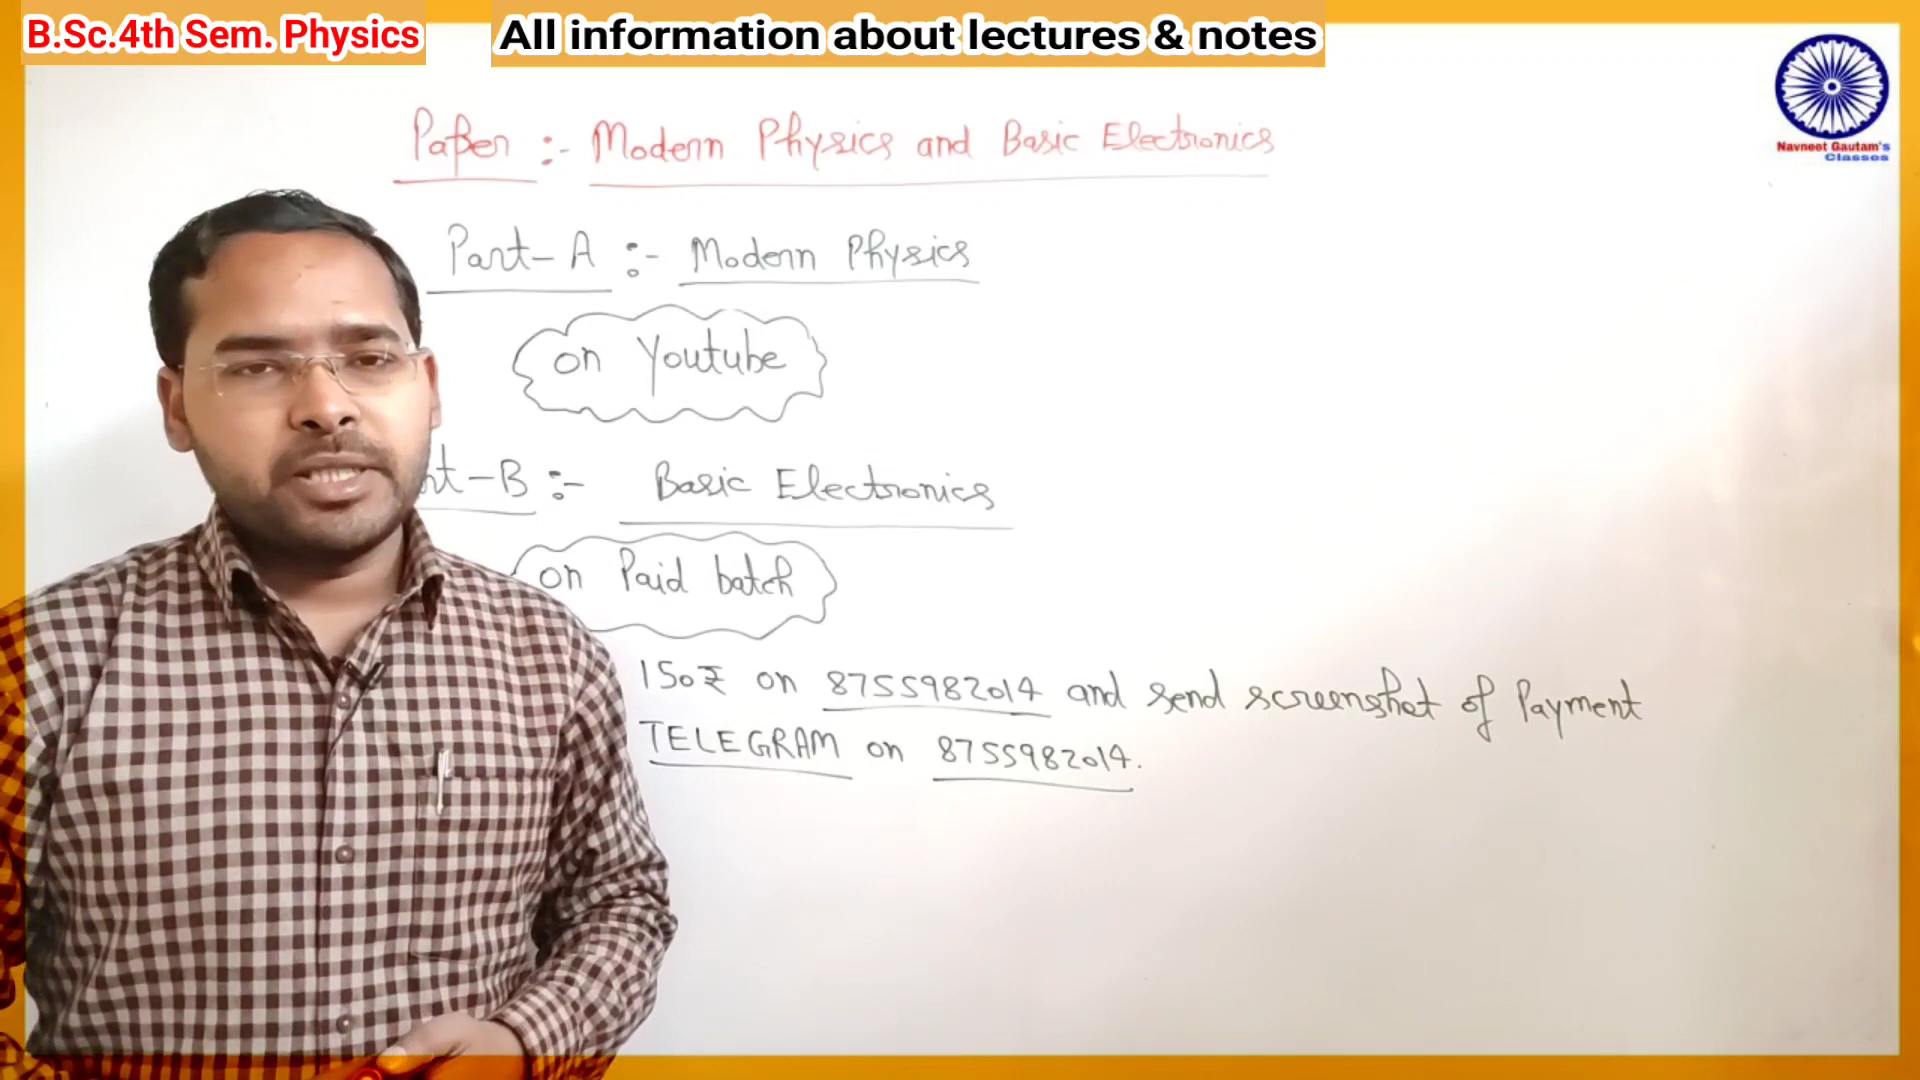 B.Sc.4th Sem. Physics
All information about lectures & notes
Navneet Gautam's
Classes
Paper :- Modern Physics and Basic Electronics
Part-A :- Modern Physics
on Youtube
rt-B :- Basic Electronics
on Paid batch
150₹ on 8755982014 and send screenshot of Payment
TELEGRAM on 8755982014.